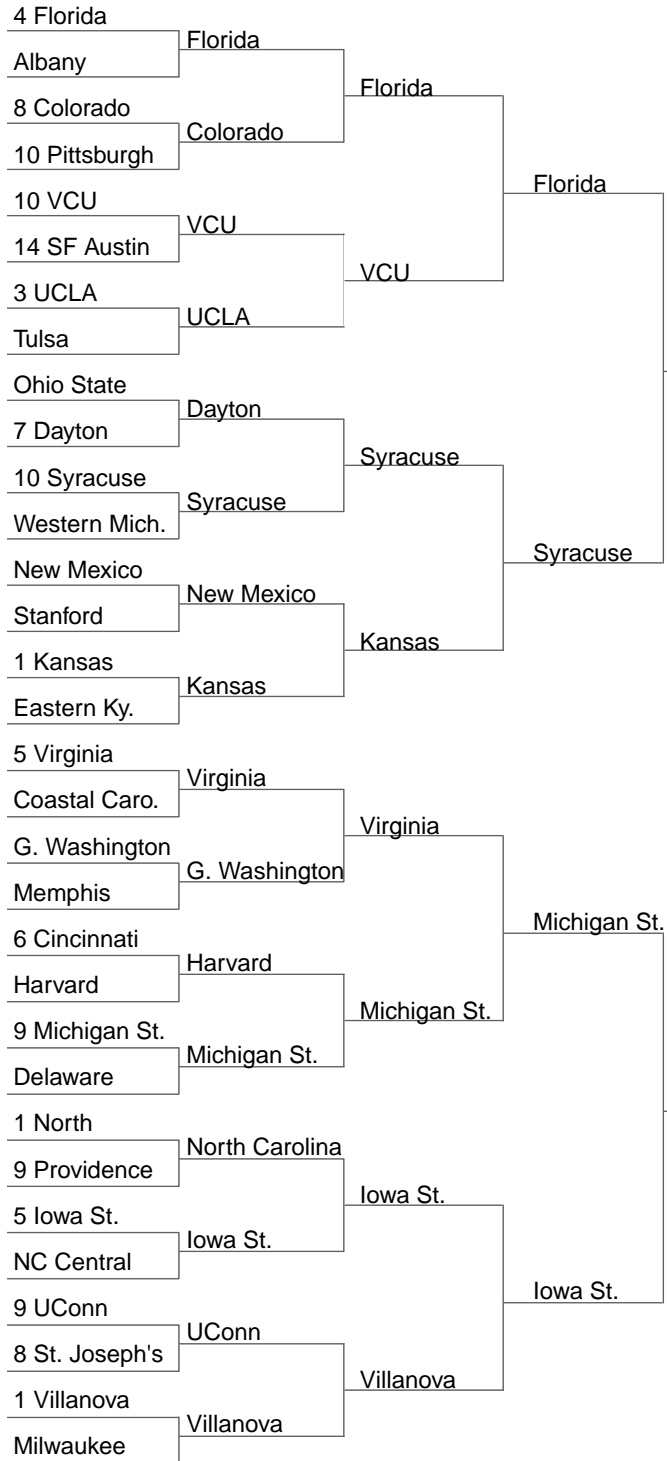 4 Florida
Albany
8 Colorado
10 Pittsburgh
10 VCU
14 SF Austin
3 UCLA
Tulsa
Ohio State
7 Dayton
10 Syracuse
Western Mich.
New Mexico
Stanford
1 Kansas
Eastern Ky.
5 Virginia
Coastal Caro.
G. Washington
Memphis
6 Cincinnati
Harvard
9 Michigan St.
Delaware
1 North
9 Providence
5 Iowa St.
NC Central
9 UConn
8 St. Joseph's
1 Villanova
Milwaukee
Florida
Colorado
VCU
UCLA
Dayton
Syracuse
New Mexico
Kansas
Virginia
G. Washington
Harvard
Michigan St.
North Carolina
Iowa St.
UConn
Villanova
Florida
VCU
Syracuse
Kansas
Virginia
Michigan St.
Iowa St.
Villanova
Florida
Syracuse
Michigan St.
Iowa St.